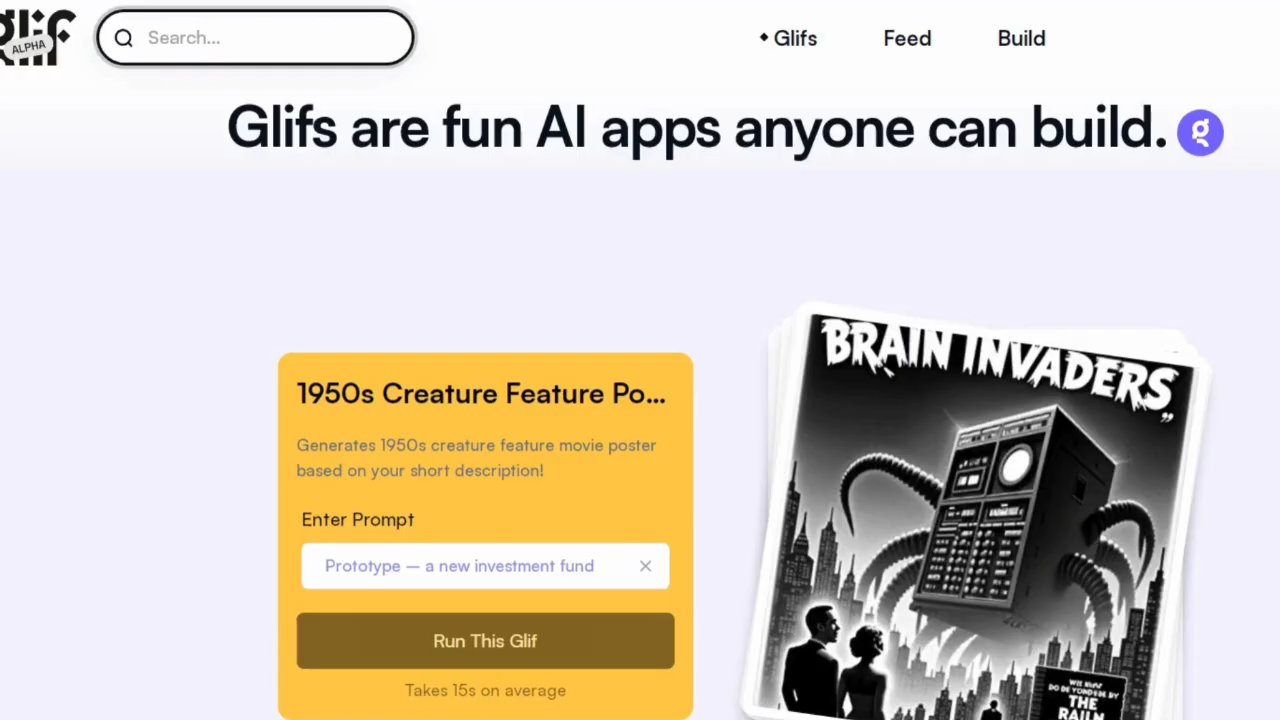 glif
ALPHA
Search...
Glifs
Feed
Build
Glifs are fun AI apps anyone can build.
g
1950s Creature Feature Po...
Generates 1950s creature feature movie poster
based on your short description!
Enter Prompt
Prototype — a new investment fund
Run This Glif
Takes 15s on average
BRAIN INVADERS
THE